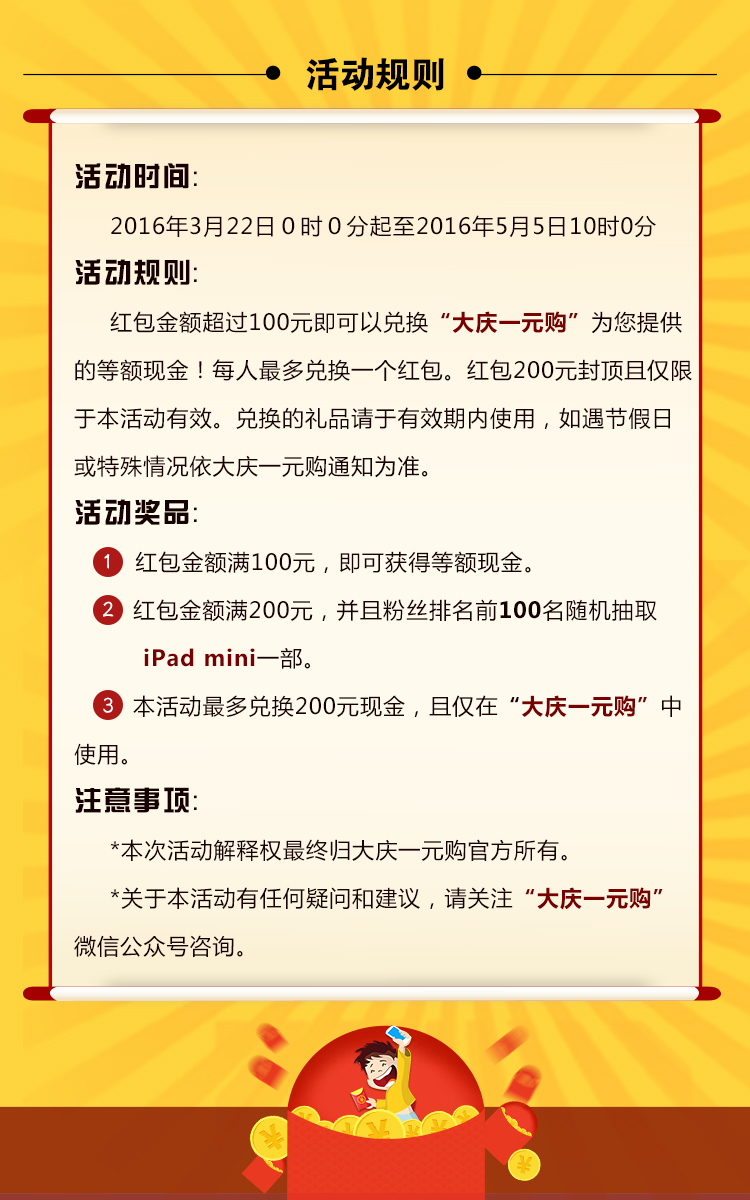 活动规则
活动时间:
2016年3月22日０时０分起至2016年5月5日10时0分
活动规则:
红包金额超过100元即可以兑换“大庆一元购”为您提供
的等额现金！每人最多兑换一个红包。红包200元封顶且仅限
于本活动有效。兑换的礼品请于有效期内使用，如遇节假日
或特殊情况依大庆一元购通知为准。
活动奖品:
1 红包金额满100元，即可获得等额现金。
2 红包金额满200元，并且粉丝排名前100名随机抽取
iPad mini一部。
3 本活动最多兑换200元现金，且仅在“大庆一元购”中
使用。
注意事项:
*本次活动解释权最终归大庆一元购官方所有。
*关于本活动有任何疑问和建议，请关注“大庆一元购”
微信公众号咨询。
¥
¥
¥